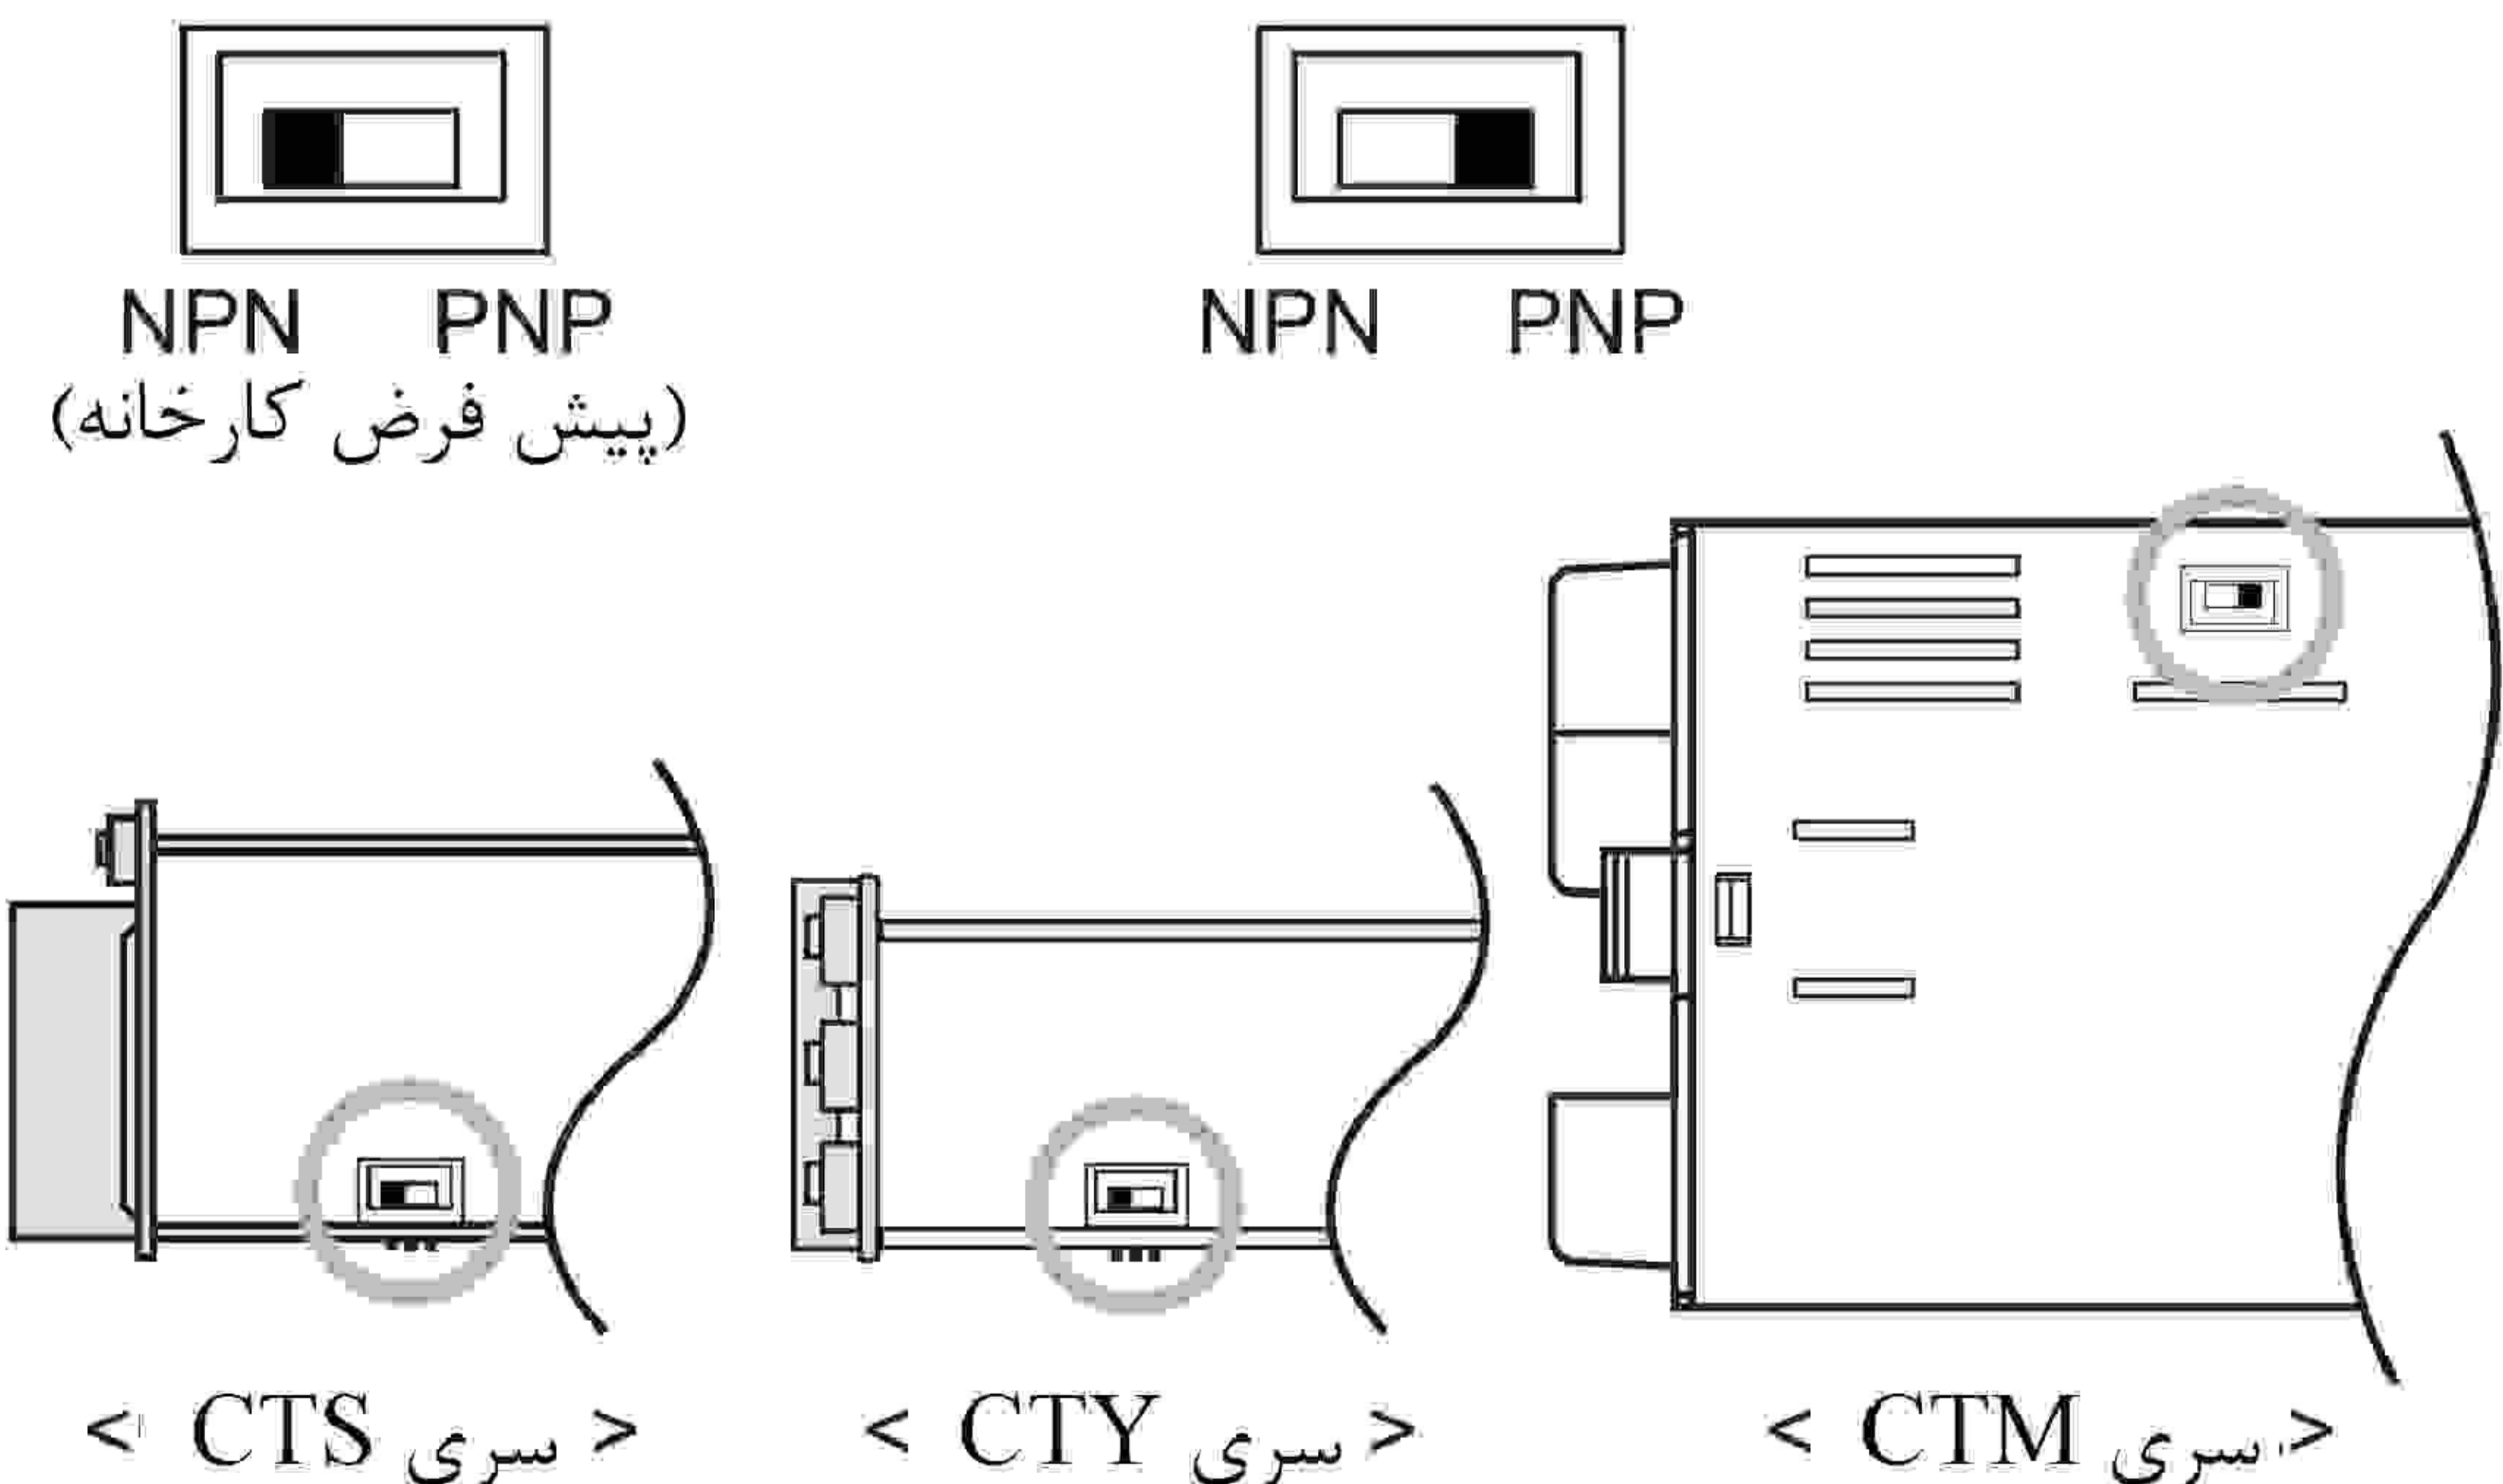 NPN PNP
NPN PNP
(پیش فرض کارخانه)
< سری CTS >
< سری CTY >
< سری CTM >